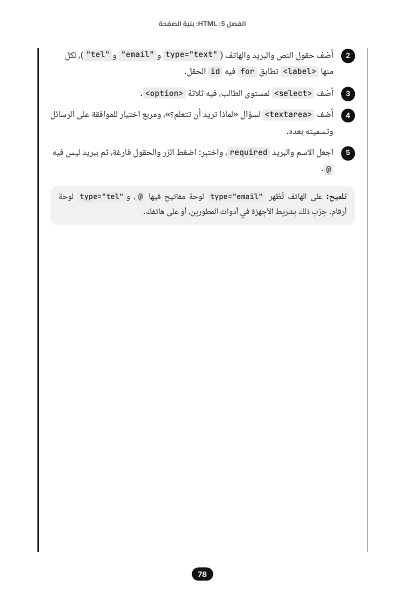 الفصل 5: HTML: بنية الصفحة
2 أضف حقول النص والبريد والهاتف (type="text" و "email" و "tel")، لكل
منها <label> تطابق for فيه id الحقل.
3 أضف <select> لمستوى الطالب، فيه ثلاثة <option>.
4 أضف <textarea> لسؤال «لماذا تريد أن تتعلم؟»، ومربع اختيار للموافقة على الرسائل
وتسميته بعده.
5 اجعل الاسم والبريد required، واختبر: اضغط الزر والحقول فارغة، ثم ببريد ليس فيه
@.
تلميح: على الهاتف تُظهر type="email" لوحة مفاتيح فيها @، و type="tel" لوحة
أرقام. جرّب ذلك بشريط الأجهزة في أدوات المطورين، أو على هاتفك.
78